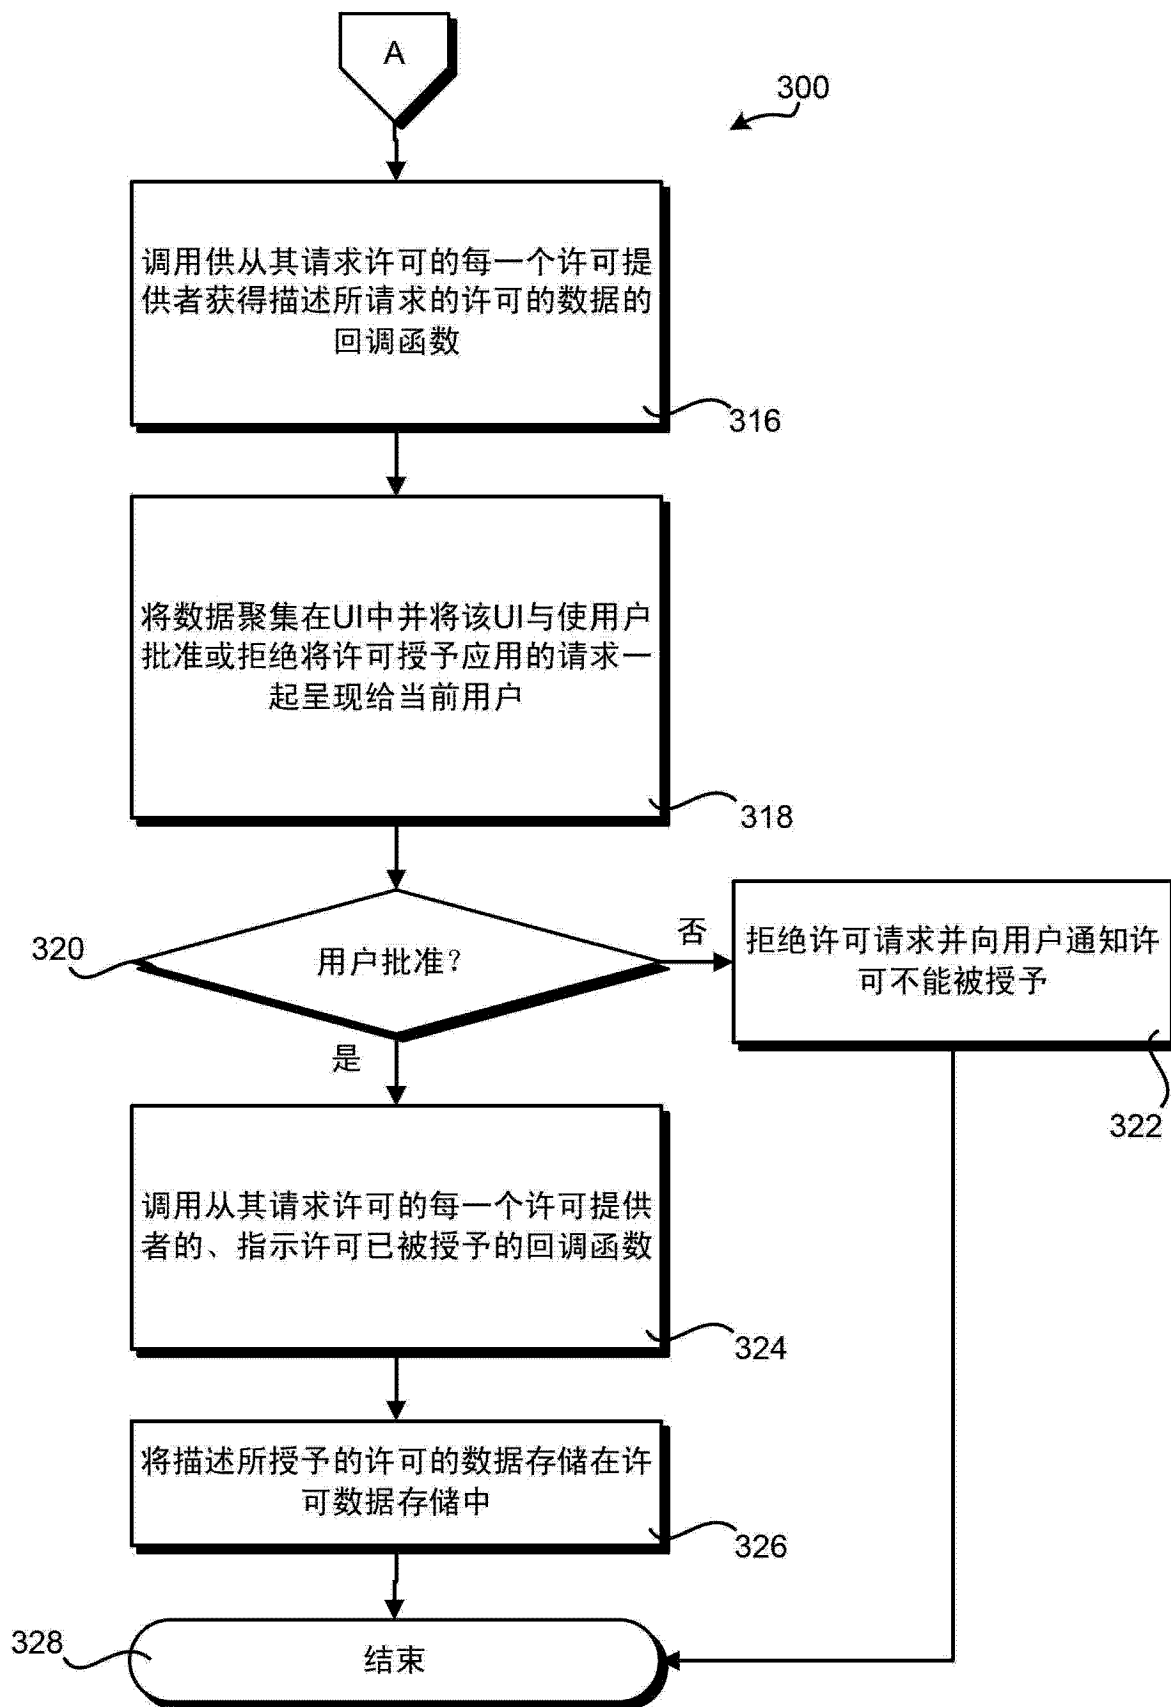 A
300
调用供从其请求许可的每一个许可提
供者获得描述所请求的许可的数据的
回调函数
316
将数据聚集在UI中并将该UI与使用户
批准或拒绝将许可授予应用的请求一
起呈现给当前用户
318
320
用户批准?
否
拒绝许可请求并向用户通知许
可不能被授予
322
是
调用从其请求许可的每一个许可提供
者的、指示许可已被授予的回调函数
324
将描述所授予的许可的数据存储在许
可数据存储中
326
328
结束